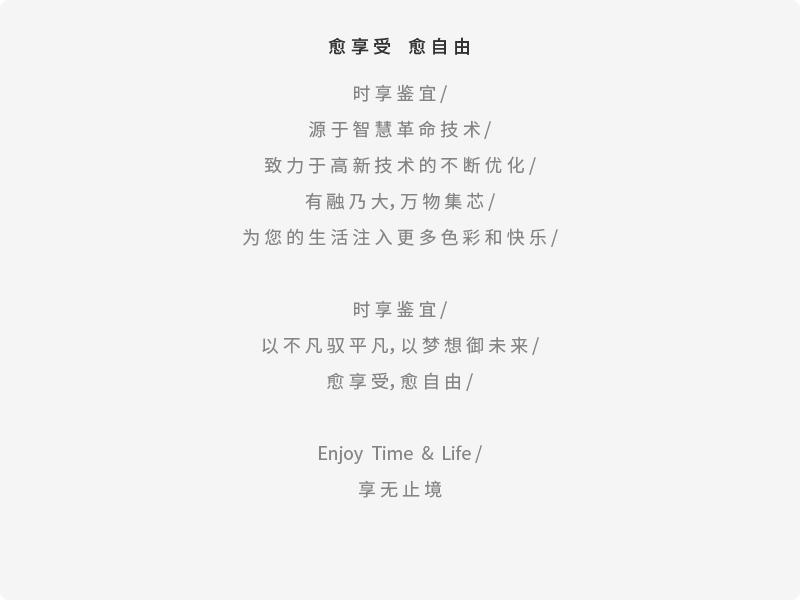 愈享受 愈自由
时享鉴宜/
源于智慧革命技术/
致力于高新技术的不断优化/
有融乃大,万物集芯/
为您的生活注入更多色彩和快乐/
时享鉴宜/
以不凡驭平凡,以梦想御未来/
愈享受,愈自由/
Enjoy Time & Life/
享无止境